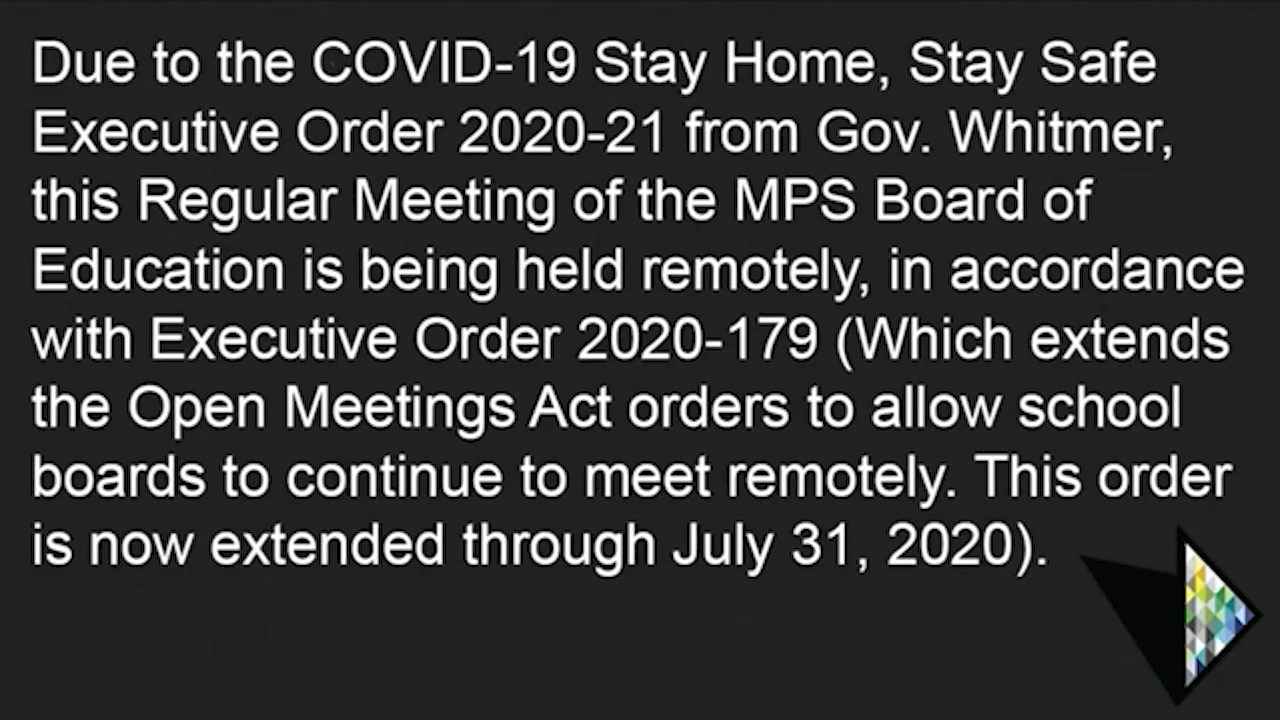 Due to the COVID-19 Stay Home, Stay Safe
Executive Order 2020-21 from Gov. Whitmer,
this Regular Meeting of the MPS Board of
Education is being held remotely, in accordance
with Executive Order 2020-179 (Which extends
the Open Meetings Act orders to allow school
boards to continue to meet remotely. This order
is now extended through July 31, 2020).